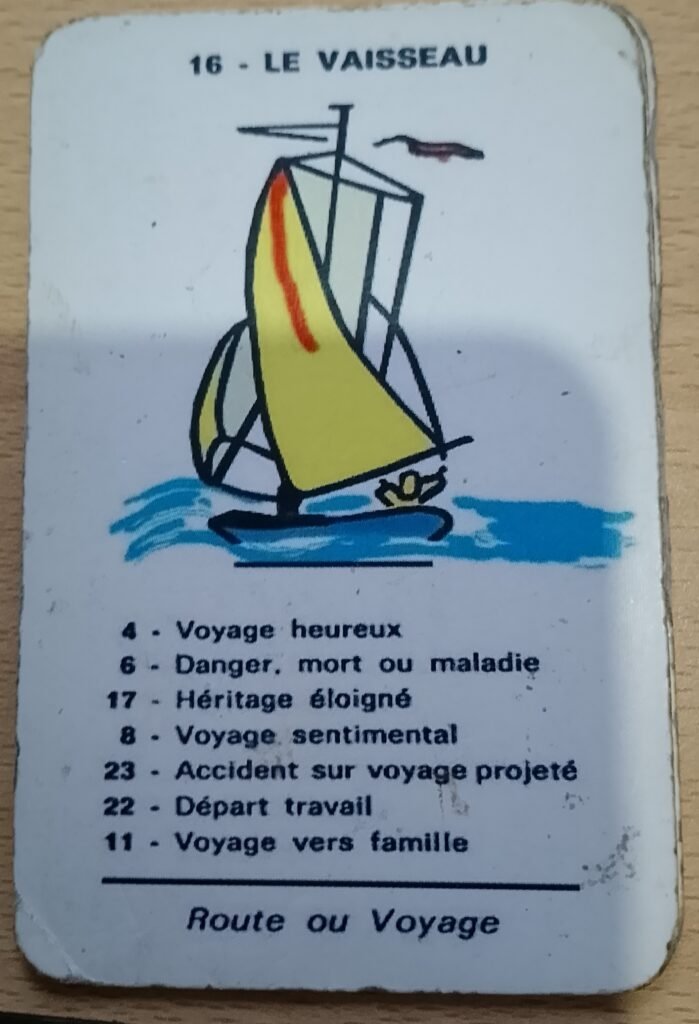 16 - LE VAISSEAU
4 - Voyage heureux
6 - Danger, mort ou maladie
17 - Héritage éloigné
8 - Voyage sentimental
23 - Accident sur voyage projeté
22 - Départ travail
11 - Voyage vers famille
Route ou Voyage